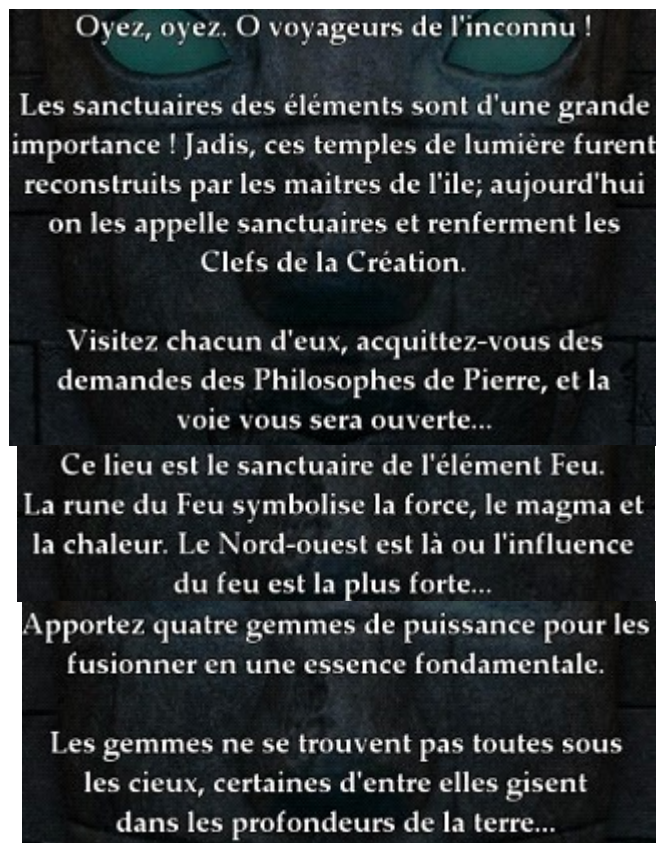 Oyez, oyez. O voyageurs de l'inconnu !
Les sanctuaires des éléments sont d'une grande
importance ! Jadis, ces temples de lumière furent
reconstruits par les maitres de l'ile; aujourd'hui
on les appelle sanctuaires et renferment les
Clefs de la Création.
Visitez chacun d'eux, acquittez-vous des
demandes des Philosophes de Pierre, et la
voie vous sera ouverte...
Ce lieu est le sanctuaire de l'élément Feu.
La rune du Feu symbolise la force, le magma et
la chaleur. Le Nord-ouest est là ou l'influence
du feu est la plus forte...
Apportez quatre gemmes de puissance pour les
fusionner en une essence fondamentale.
Les gemmes ne se trouvent pas toutes sous
les cieux, certaines d'entre elles gisent
dans les profondeurs de la terre...